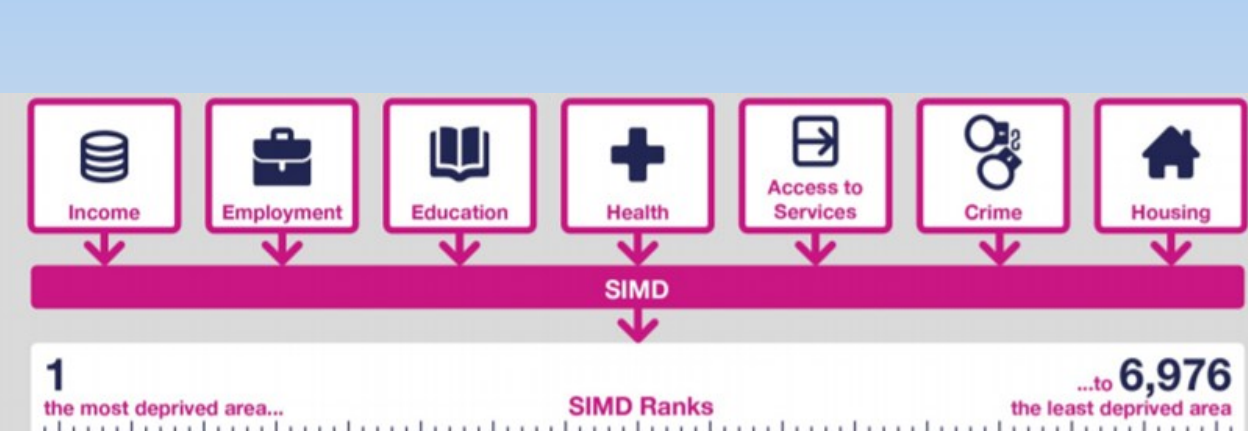 Income
Employment
Education
Health
Access to
Services
Crime
Housing
SIMD
1
the most deprived area...
SIMD Ranks
...to 6,976
the least deprived area